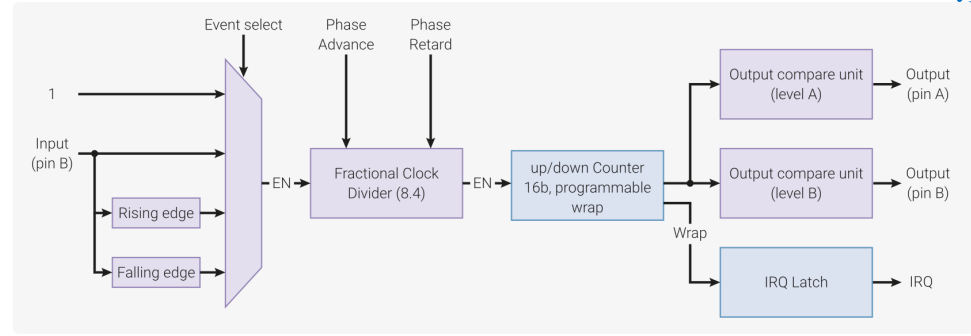 Event select
Phase
Advance
Phase
Retard
1
Input
(pin B)
Rising edge
Falling edge
EN
Fractional Clock
Divider (8.4)
EN
up/down Counter
16b, programmable
wrap
Wrap
Output compare unit
(level A)
Output
(pin A)
Output compare unit
(level B)
Output
(pin B)
IRQ Latch
IRQ